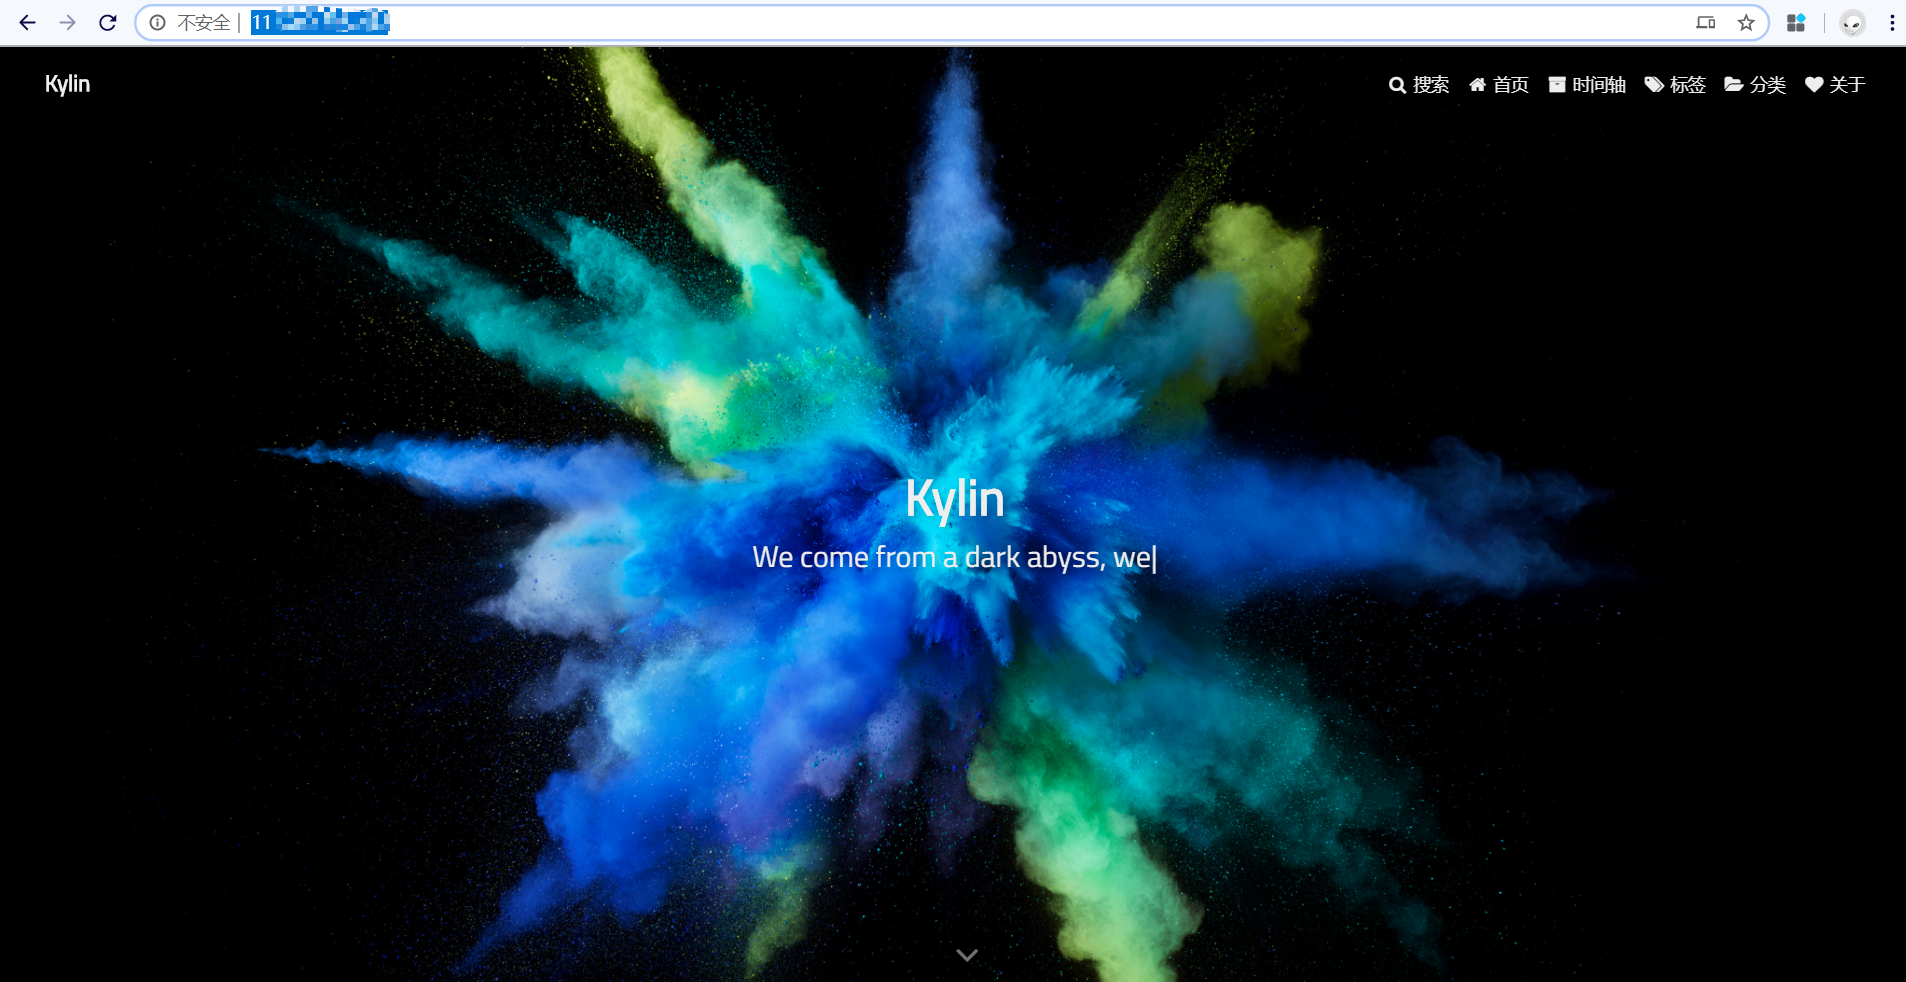 不安全 | 11
Kylin
搜索 首页 时间轴 标签 分类 关于
Kylin
We come from a dark abyss, we|